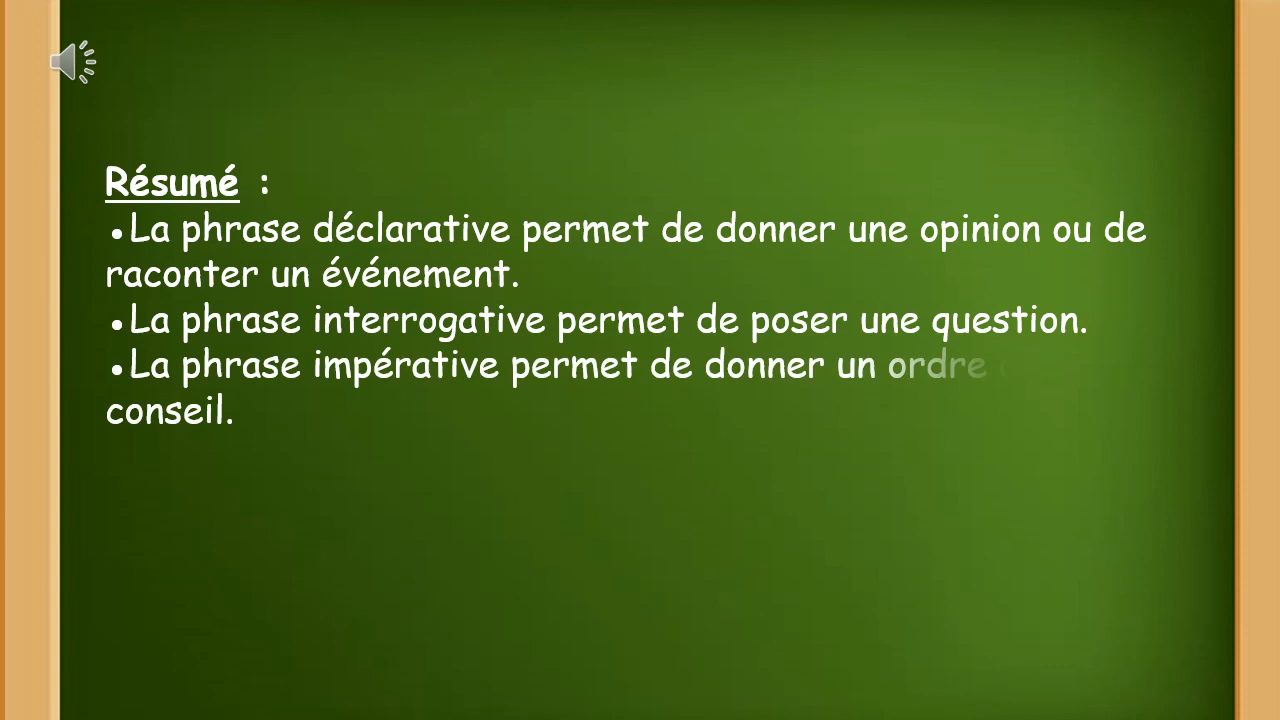 Résumé :
•La phrase déclarative permet de donner une opinion ou de
raconter un événement.
•La phrase interrogative permet de poser une question.
•La phrase impérative permet de donner un ordre
conseil.